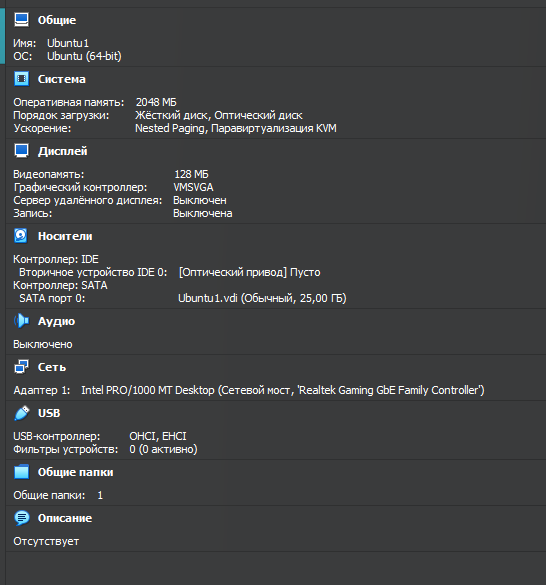 Общие
Имя: Ubuntu1
ОС: Ubuntu (64-bit)
Система
Оперативная память: 2048 МБ
Порядок загрузки: Жёсткий диск, Оптический диск
Ускорение: Nested Paging, Паравиртуализация KVM
Дисплей
Видеопамять: 128 МБ
Графический контроллер: VMSVGA
Сервер удалённого дисплея: Выключен
Запись: Выключена
Носители
Контроллер: IDE
Вторичное устройство IDE 0: [Оптический привод] Пусто
Контроллер: SATA
SATA порт 0: Ubuntu1.vdi (Обычный, 25,00 ГБ)
Аудио
Выключено
Сеть
Адаптер 1: Intel PRO/1000 MT Desktop (Сетевой мост, 'Realtek Gaming GbE Family Controller')
USB
USB-контроллер: OHCI, EHCI
Фильтры устройств: 0 (0 активно)
Общие папки
Общие папки: 1
Описание
Отсутствует